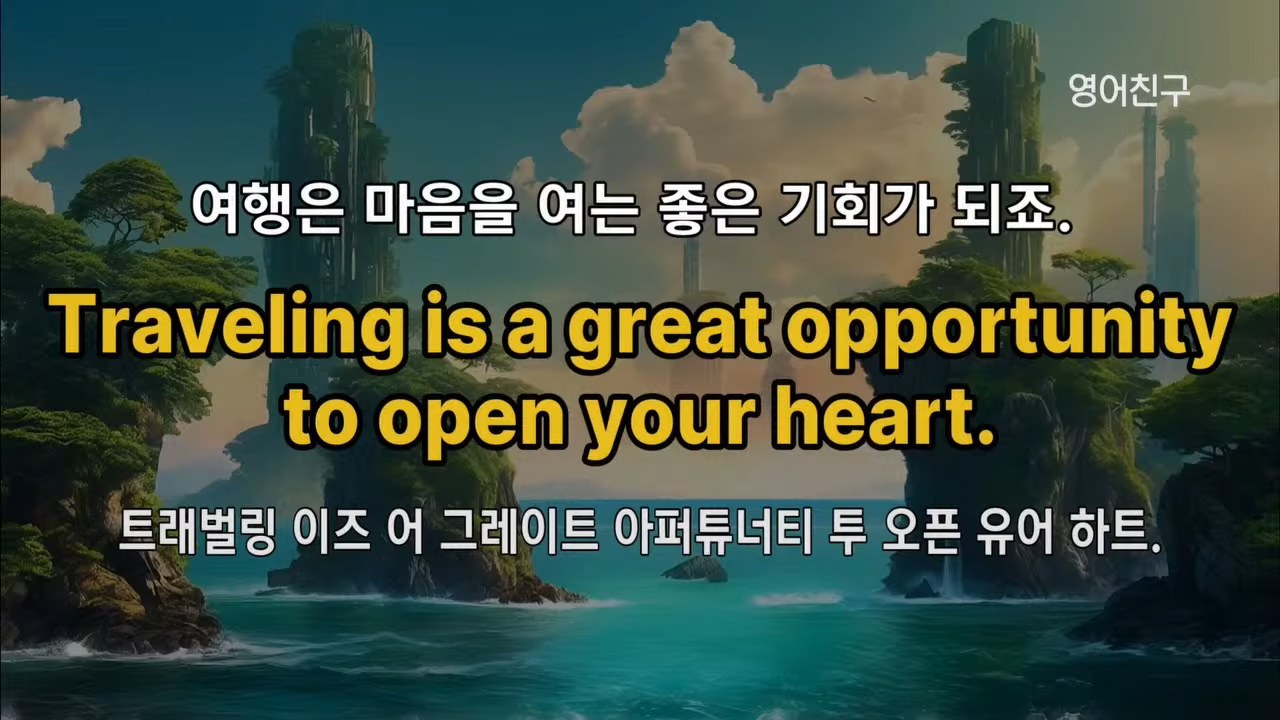 영어친구
여행은 마음을 여는 좋은 기회가 되죠.
Traveling is a great opportunity
to open your heart.
트래벌링 이즈 어 그레이트 아퍼튜너티 투 오픈 유어 하트.